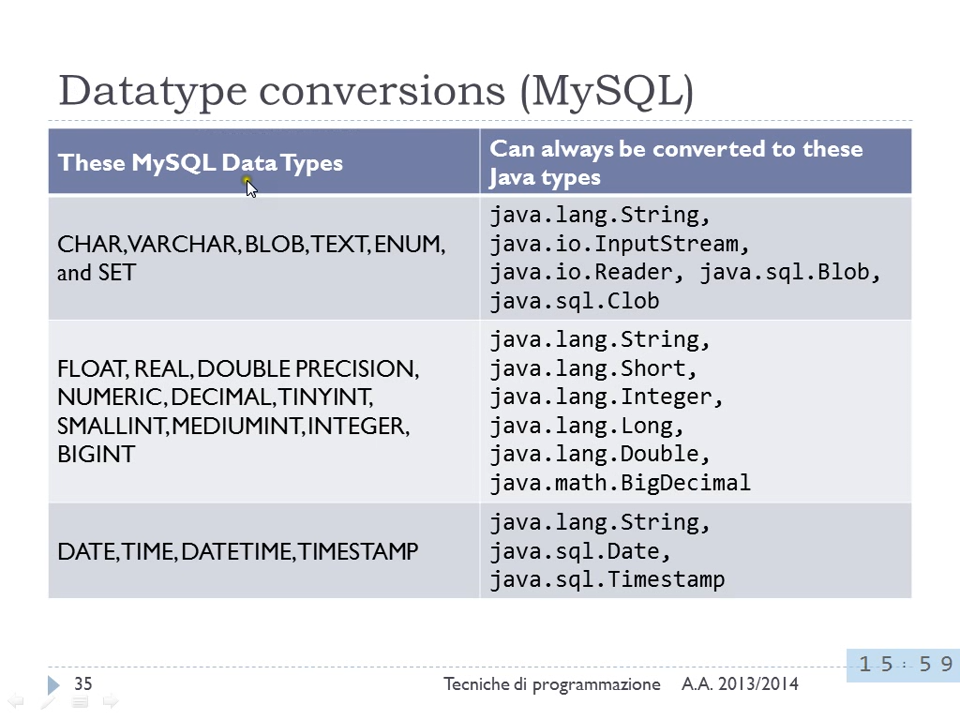 Datatype conversions (MySQL)
These MySQL Data Types
Can always be converted to these
Java types
CHAR, VARCHAR, BLOB, TEXT, ENUM,
and SET
java.lang.String,
java.io.InputStream,
java.io.Reader, java.sql.Blob,
java.sql.Clob
FLOAT, REAL, DOUBLE PRECISION,
NUMERIC, DECIMAL, TINYINT,
SMALLINT, MEDIUMINT, INTEGER,
BIGINT
java.lang.String,
java.lang.Short,
java.lang.Integer,
java.lang.Long,
java.lang.Double,
java.math.BigDecimal
DATE, TIME, DATETIME, TIMESTAMP
java.lang.String,
java.sql.Date,
java.sql.Timestamp
35
Tecniche di programmazione A.A. 2013/2014
15:59